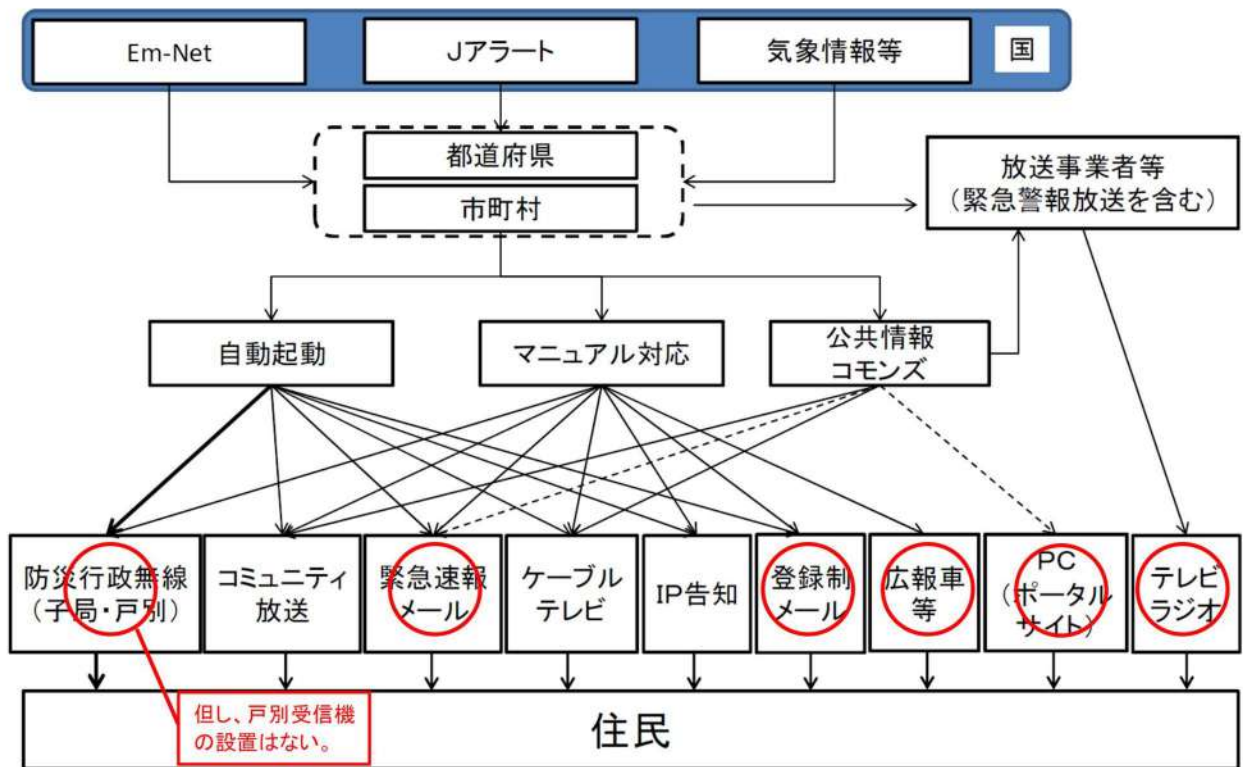 Em-Net
Jアラート
気象情報等
国
都道府県
市町村
放送事業者等
(緊急警報放送を含む)
自動起動
マニュアル対応
公共情報
コモンズ
防災行政無線
(子局・戸別)
コミュニティ
放送
緊急速報
メール
ケーブル
テレビ
IP告知
登録制
メール
広報車
等
PC
(ポータル
サイト)
テレビ
ラジオ
但し、戸別受信機
の設置はない。
住民